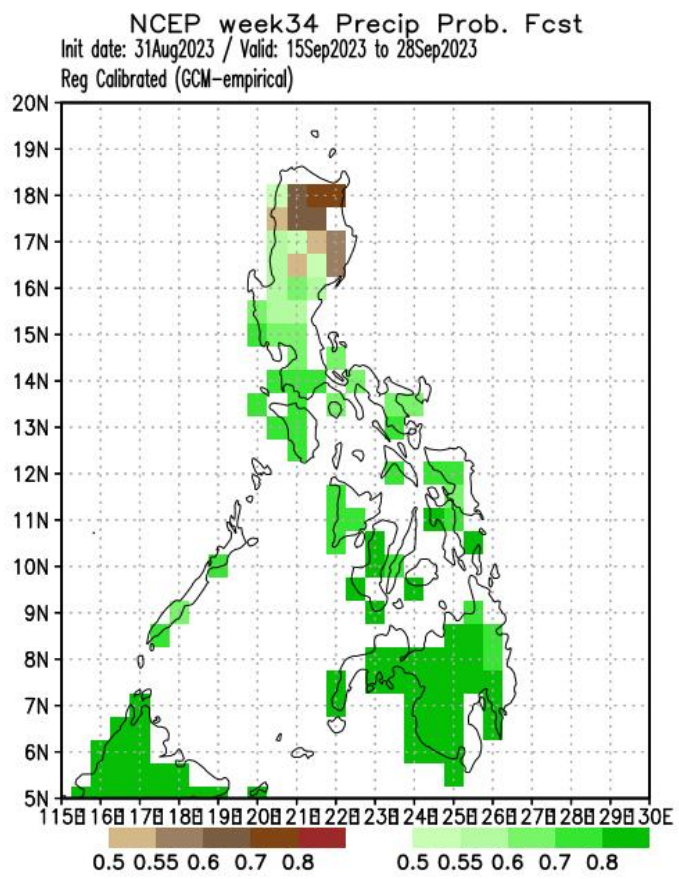 NCEP week34 Precip Prob. Fcst
Init date: 31Aug2023 / Valid: 15Sep2023 to 28Sep2023
Reg Calibrated (GCM-empirical)
20N
19N
18N
17N
16N
15N
14N
13N
12N
11N
10N
9N
8N
7N
6N
5N
115E 116E 117E 118E 119E 120E 121E 122E 123E 124E 125E 126E 127E 128E 129E 130E
0.5 0.55 0.6 0.7 0.8 0.5 0.55 0.6 0.7 0.8